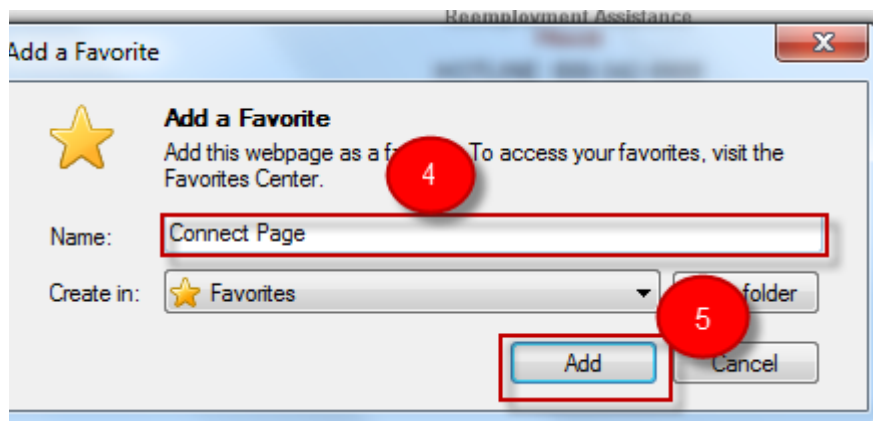 Reemployment Assistance
Add a Favorite
X
Add a Favorite
Add this webpage as a To access your favorites, visit the
Favorites Center.
4
Name: Connect Page
Create in: Favorites folder
5
Add Cancel